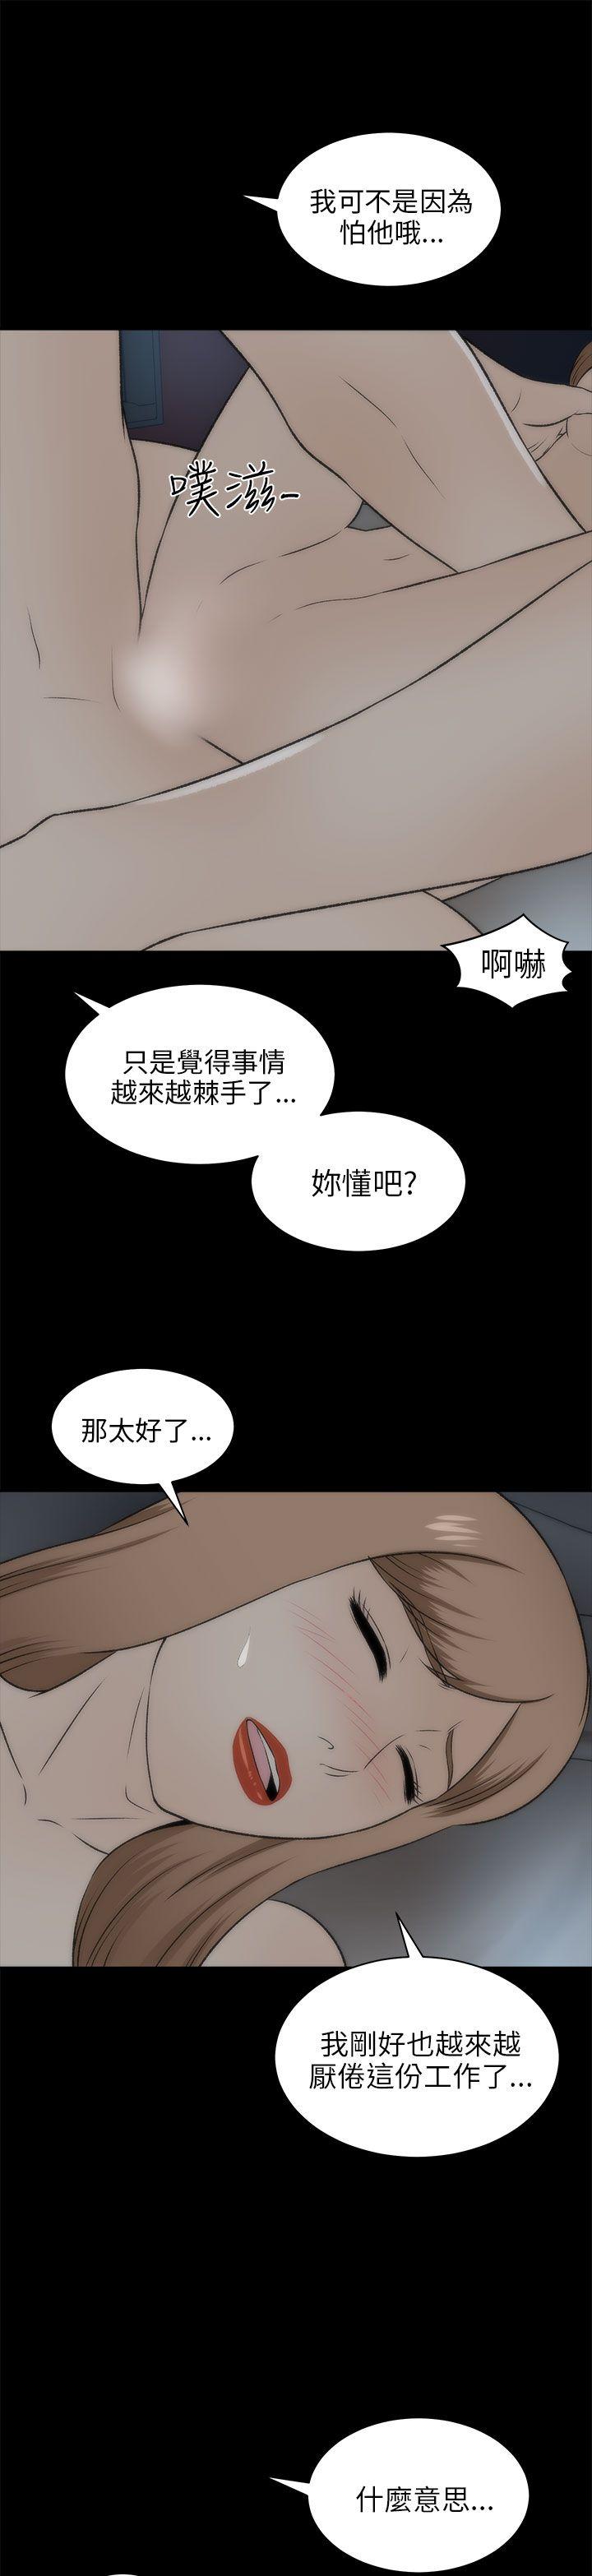 我可不是因為
怕他哦...
噗滋-
啊嚇
只是覺得事情
越來越棘手了...
妳懂吧?
那太好了...
我剛好也越來越
厭倦這份工作了...
什麼意思...